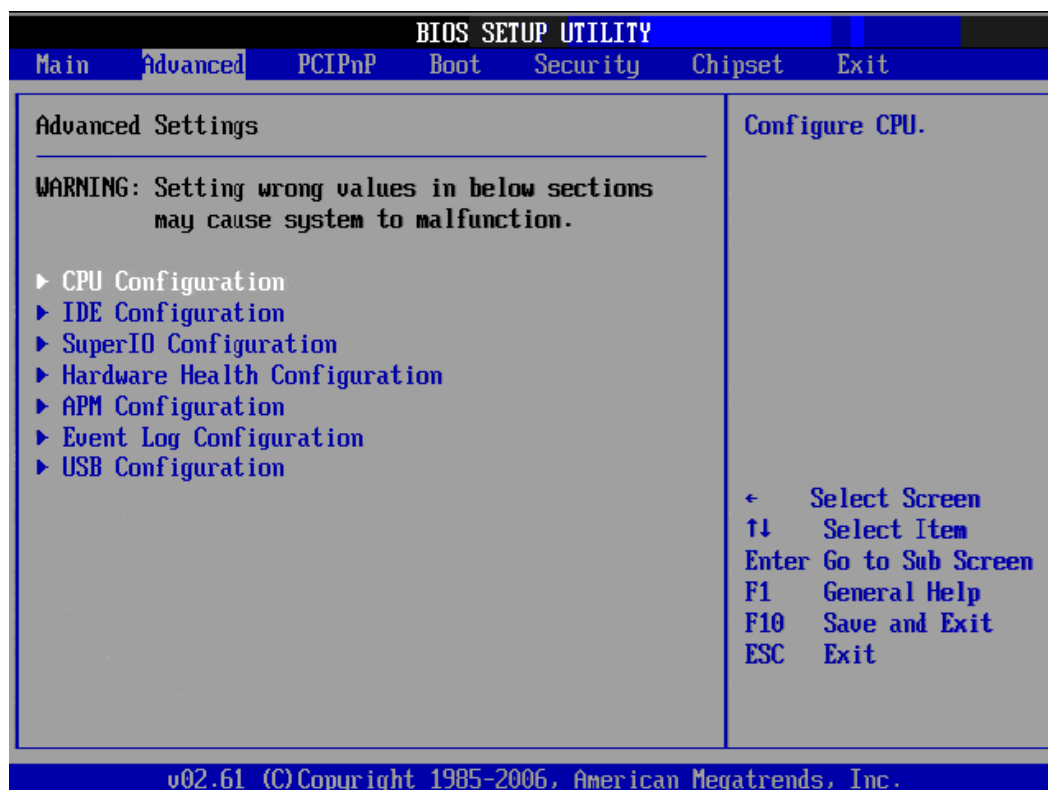 BIOS SETUP UTILITY
Main Advanced PCIPnP Boot Security Chipset Exit
Advanced Settings
WARNING: Setting wrong values in below sections
may cause system to malfunction.
▶ CPU Configuration
▶ IDE Configuration
▶ SuperIO Configuration
▶ Hardware Health Configuration
▶ APM Configuration
▶ Event Log Configuration
▶ USB Configuration
Configure CPU.
← Select Screen
↑↓ Select Item
Enter Go to Sub Screen
F1 General Help
F10 Save and Exit
ESC Exit
v02.61 (C)Copyright 1985-2006, American Megatrends, Inc.